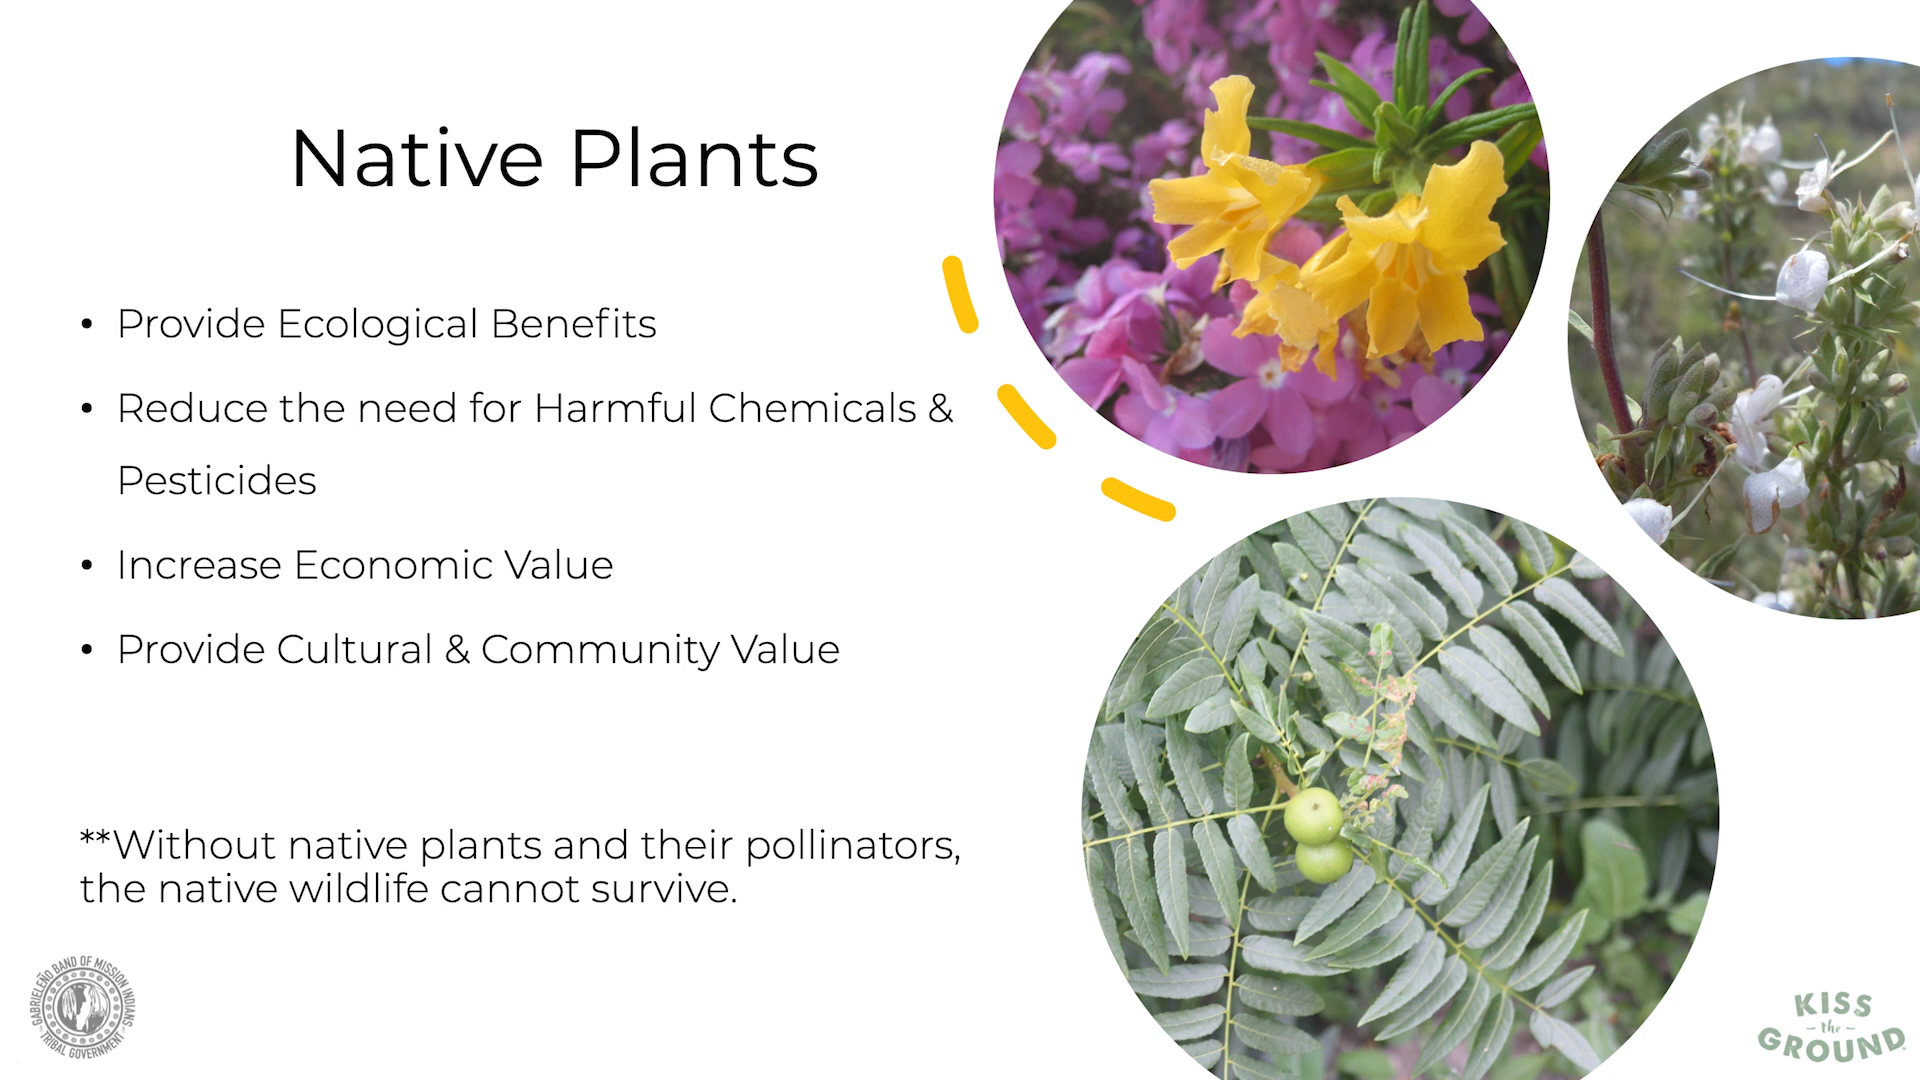 Native Plants
• Provide Ecological Benefits
• Reduce the need for Harmful Chemicals &
Pesticides
• Increase Economic Value
• Provide Cultural & Community Value
**Without native plants and their pollinators,
the native wildlife cannot survive.
GABRIELEÑO BAND OF MISSION INDIANS
TRIBAL GOVERNMENT
KISS
the
GROUND